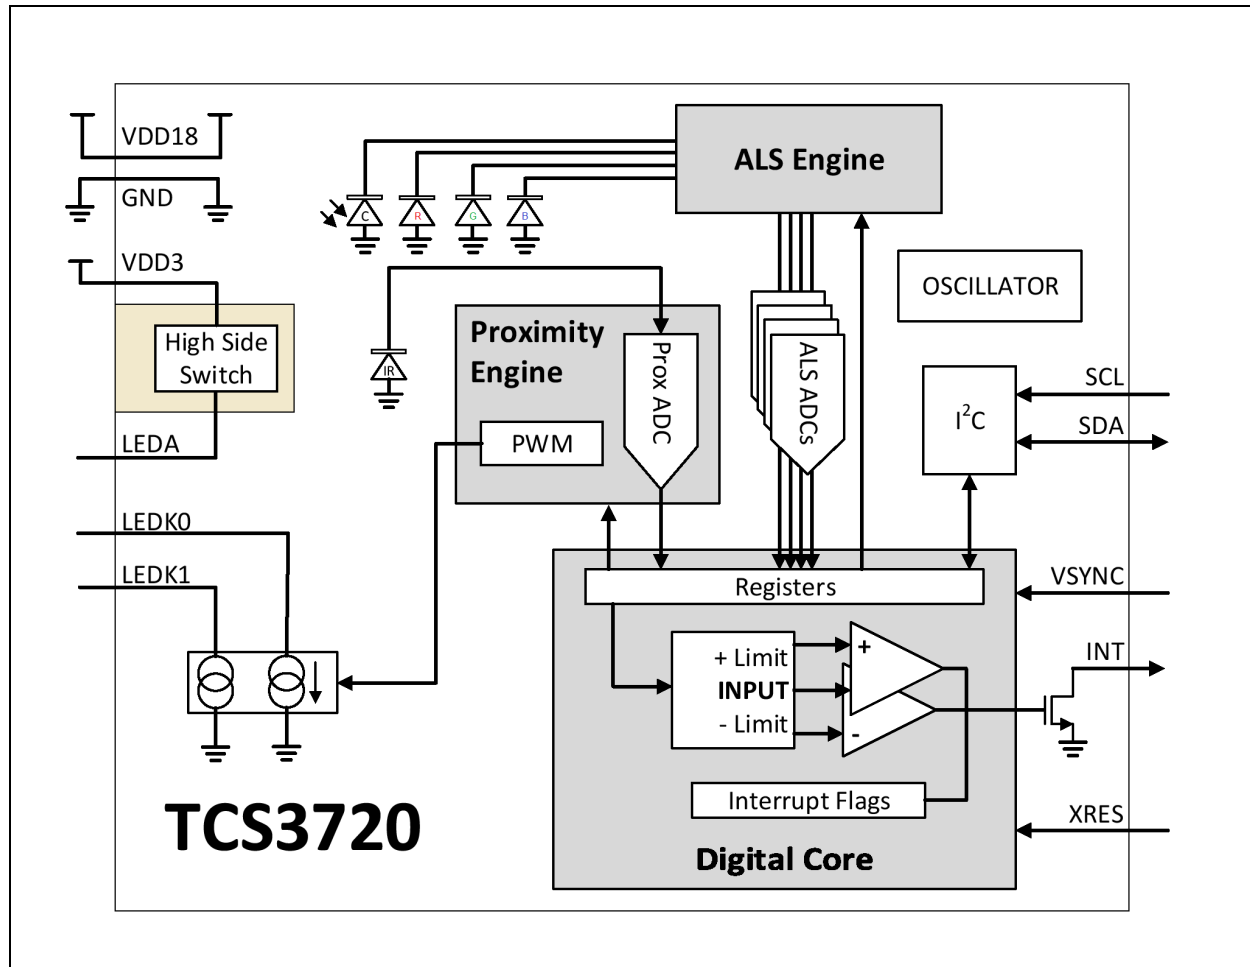 VDD18
GND
VDD3
High Side
Switch
LEDA
LEDK0
LEDK1
C
R
G
B
IR
ALS Engine
Proximity
Engine
Prox ADC
PWM
ALS ADCs
OSCILLATOR
I²C
SCL
SDA
VSYNC
INT
XRES
Registers
+ Limit
INPUT
- Limit
+
-
Interrupt Flags
Digital Core
TCS3720